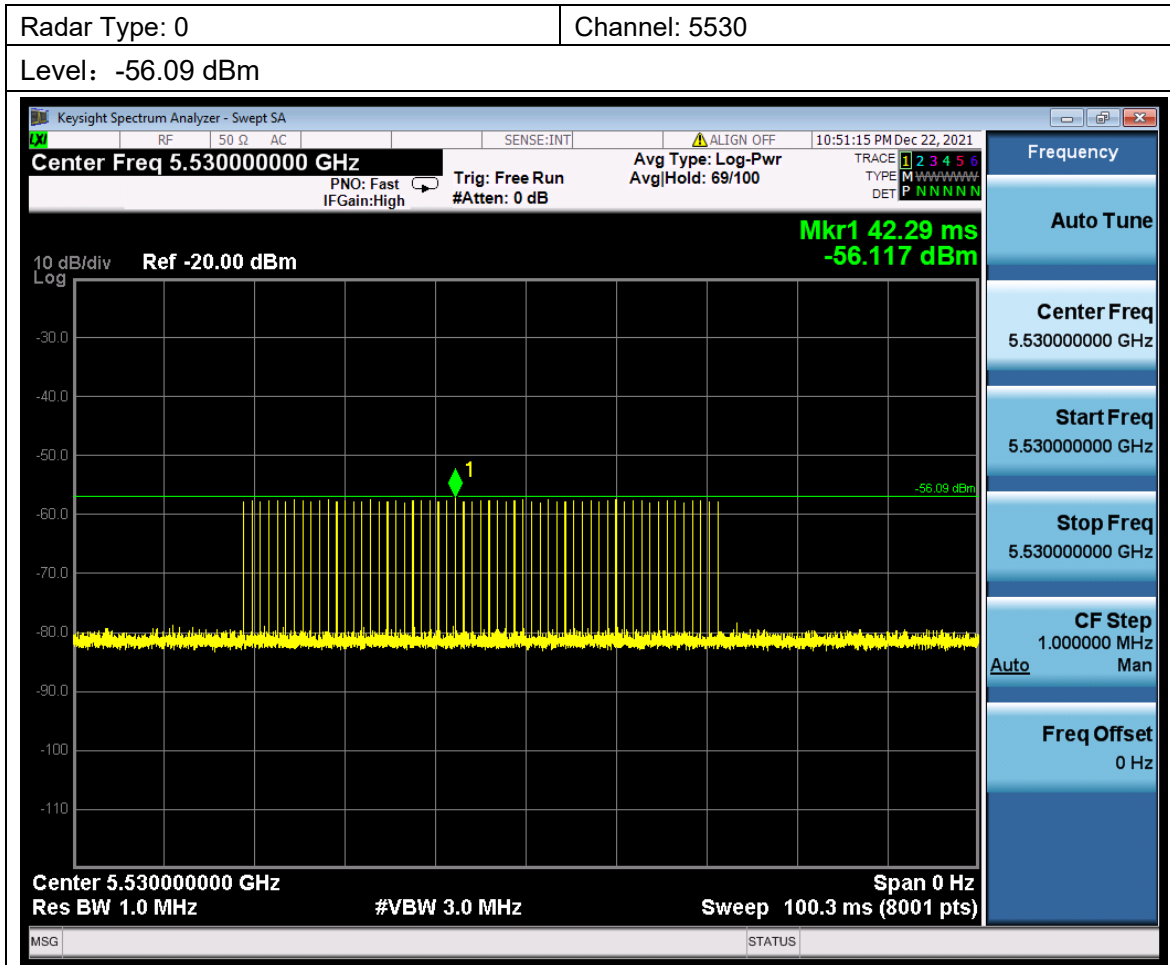 Radar Type: 0
Channel: 5530
Level：-56.09 dBm
Keysight Spectrum Analyzer - Swept SA
LXI RF 50 Ω AC SENSE:INT ALIGN OFF 10:51:15 PM Dec 22, 2021
Center Freq 5.530000000 GHz
PNO: Fast
IFGain:High
Trig: Free Run
#Atten: 0 dB
Avg Type: Log-Pwr
Avg|Hold: 69/100
TRACE 1 2 3 4 5 6
TYPE M WWWWW
DET P N N N N N
Mkr1 42.29 ms
-56.117 dBm
10 dB/div Ref -20.00 dBm
Log
-30.0
-40.0
-50.0
1
-56.09 dBm
-60.0
-70.0
-80.0
-90.0
-100
-110
Center 5.530000000 GHz Span 0 Hz
Res BW 1.0 MHz #VBW 3.0 MHz Sweep 100.3 ms (8001 pts)
MSG STATUS
Frequency
Auto Tune
Center Freq
5.530000000 GHz
Start Freq
5.530000000 GHz
Stop Freq
5.530000000 GHz
CF Step
1.000000 MHz
Auto Man
Freq Offset
0 Hz